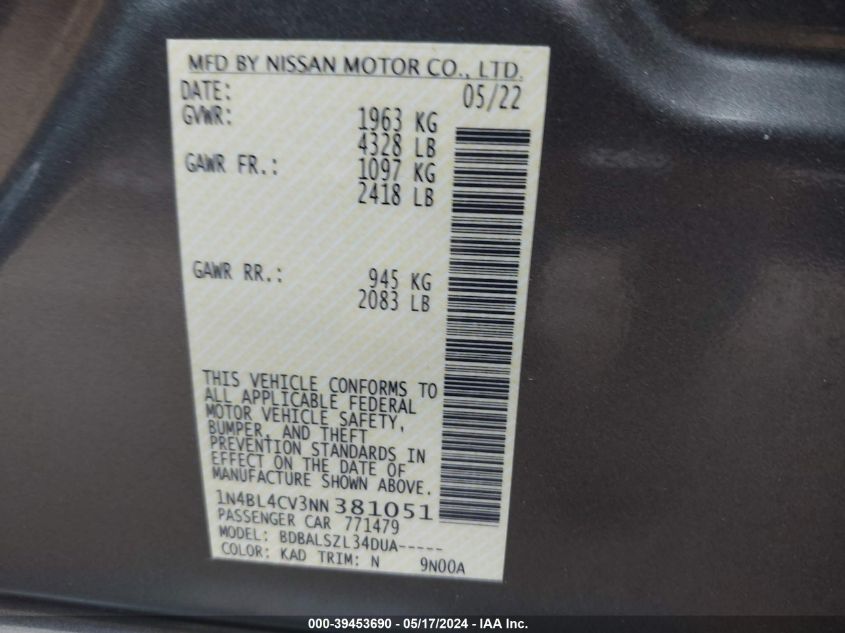 MFD BY NISSAN MOTOR CO., LTD.
DATE: 05/22
GVWR: 1963 KG
4328 LB
GAWR FR.: 1097 KG
2418 LB
GAWR RR.: 945 KG
2083 LB
THIS VEHICLE CONFORMS TO
ALL APPLICABLE FEDERAL
MOTOR VEHICLE SAFETY,
BUMPER, AND THEFT
PREVENTION STANDARDS IN
EFFECT ON THE DATE OF
MANUFACTURE SHOWN ABOVE.
1N4BL4CV3NN381051
PASSENGER CAR 771479
MODEL: BDBALSZL34DUA-----
COLOR: KAD TRIM: N 9N00A
000-39453690 - 05/17/2024 - IAA Inc.